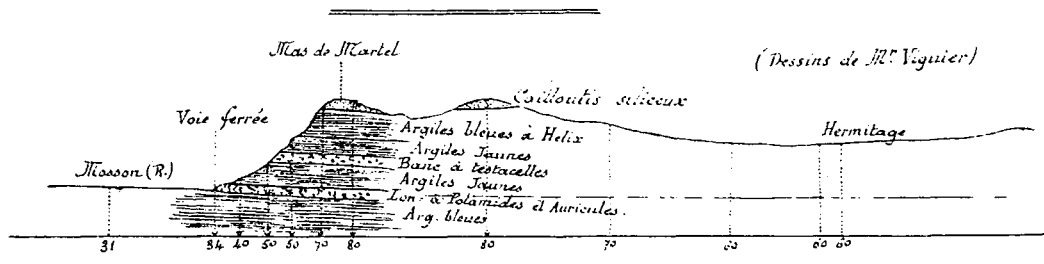 Mas de Martel
(Dessins de Mr Viguier)
Cailloutis siliceux
Voie ferrée
Argiles bleues à Helix
Hermitage
Argiles Jaunes
Banc à testacelles
Mosson (R.)
Argiles Jaunes
à Potamides et Auricules.
Arg. bleues
31 34 40 50 50 70 80 80 70 60 60 60